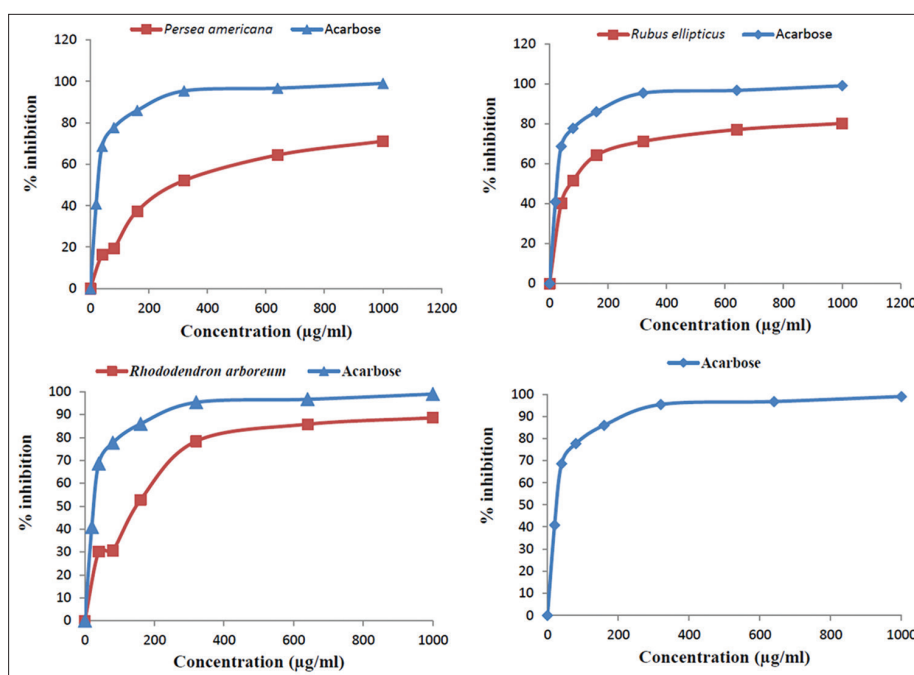 Persea americana Acarbose
120
100
80
60
40
20
0
% inhibition
0 200 400 600 800 1000 1200
Concentration (µg/ml)
Rubus ellipticus Acarbose
120
100
80
60
40
20
0
% inhibition
0 200 400 600 800 1000 1200
Concentration (µg/ml)
Rhododendron arboreum Acarbose
100
90
80
70
60
50
40
30
20
10
0
% inhibition
0 200 400 600 800 1000
Concentration (µg/ml)
Acarbose
100
90
80
70
60
50
40
30
20
10
0
% inhibition
0 200 400 600 800 1000
Concentration (µg/ml)